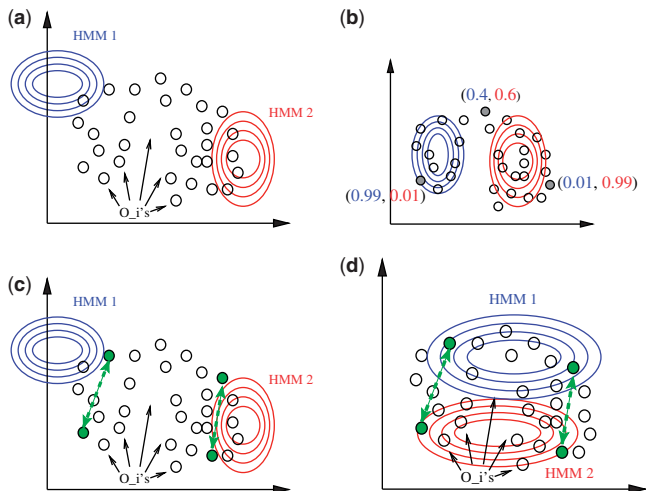 (a)
HMM 1
HMM 2
O_i's
(b)
(0.4, 0.6)
(0.99, 0.01)
(0.01, 0.99)
(c)
HMM 1
HMM 2
O_i's
(d)
HMM 1
O_i's
HMM 2